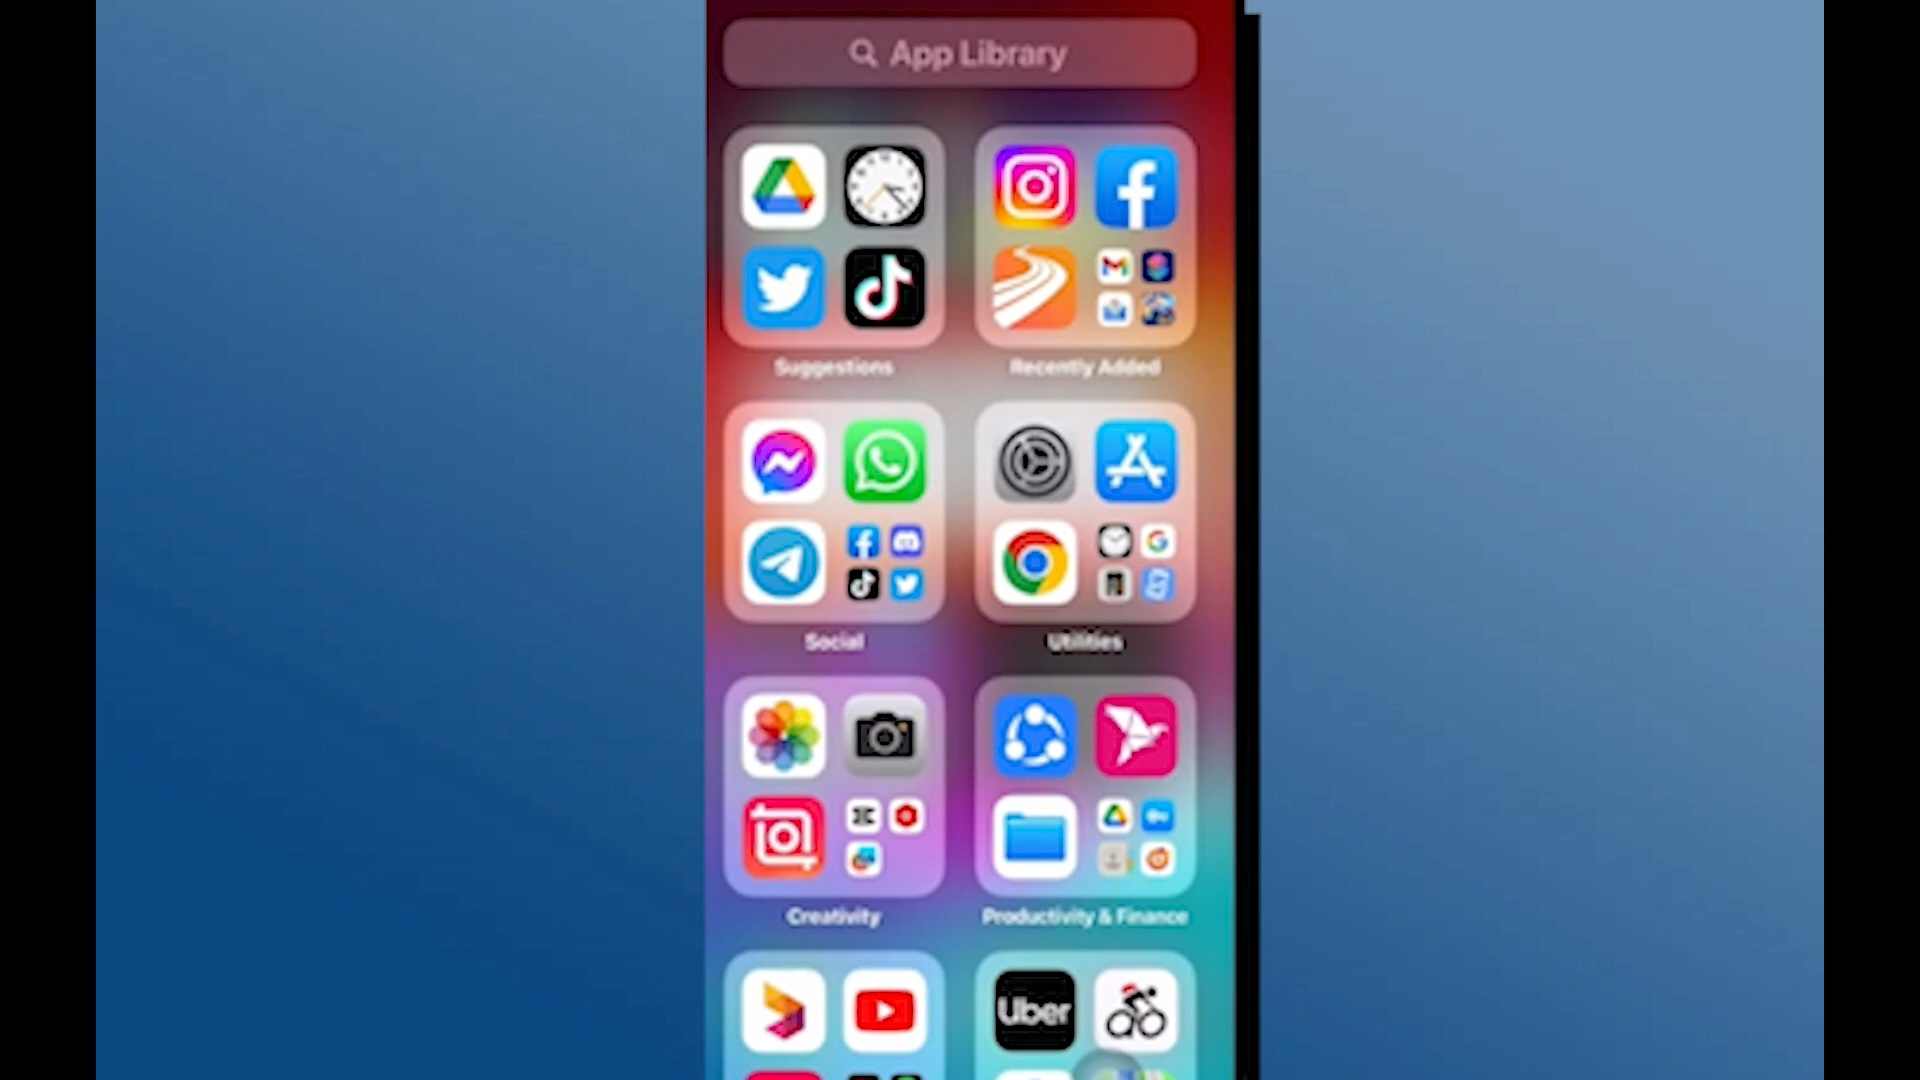 App Library
Suggestions
Recently Added
Social
Utilities
Creativity
Productivity & Finance
Uber